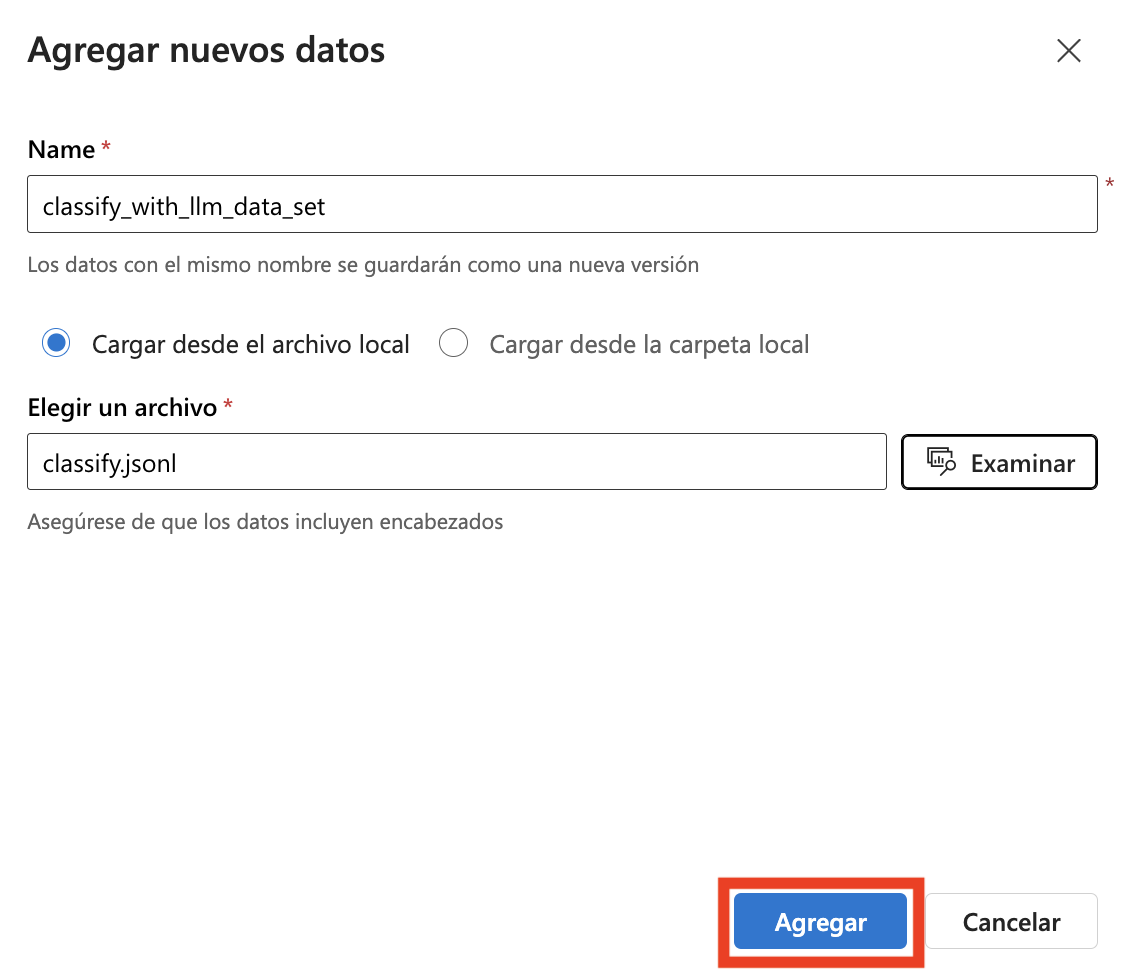 Agregar nuevos datos
Name *
classify_with_llm_data_set *
Los datos con el mismo nombre se guardarán como una nueva versión
Cargar desde el archivo local Cargar desde la carpeta local
Elegir un archivo *
classify.jsonl Examinar
Asegúrese de que los datos incluyen encabezados
Agregar Cancelar